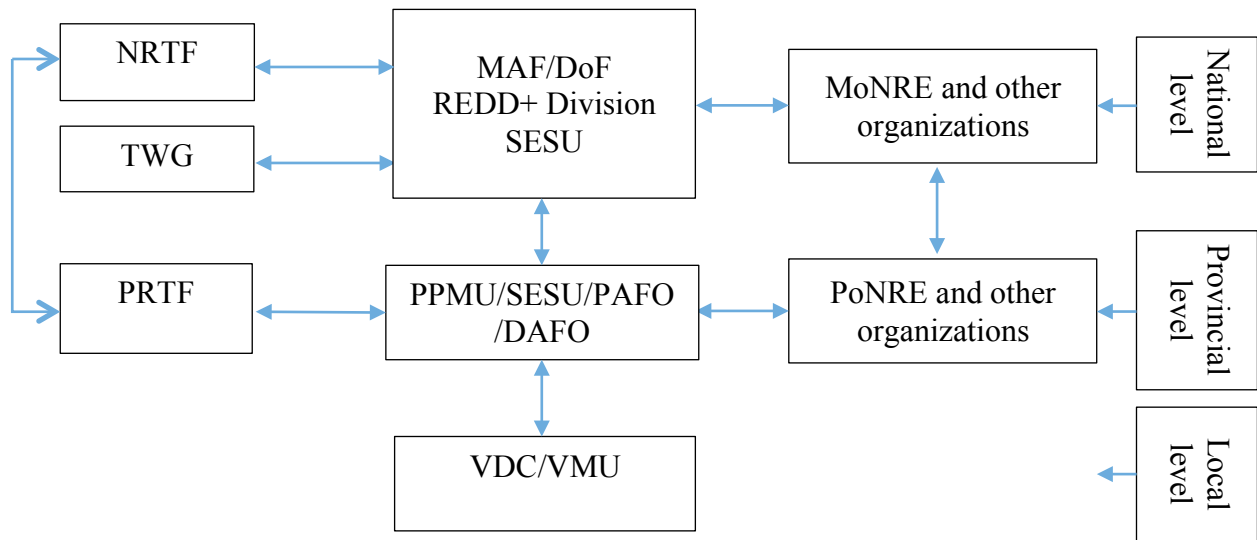 NRTF
MAF/DoF
REDD+ Division
SESU
MoNRE and other
organizations
National
level
TWG
PRTF
PPMU/SESU/PAFO
/DAFO
PoNRE and other
organizations
Provincial
level
VDC/VMU
Local
level